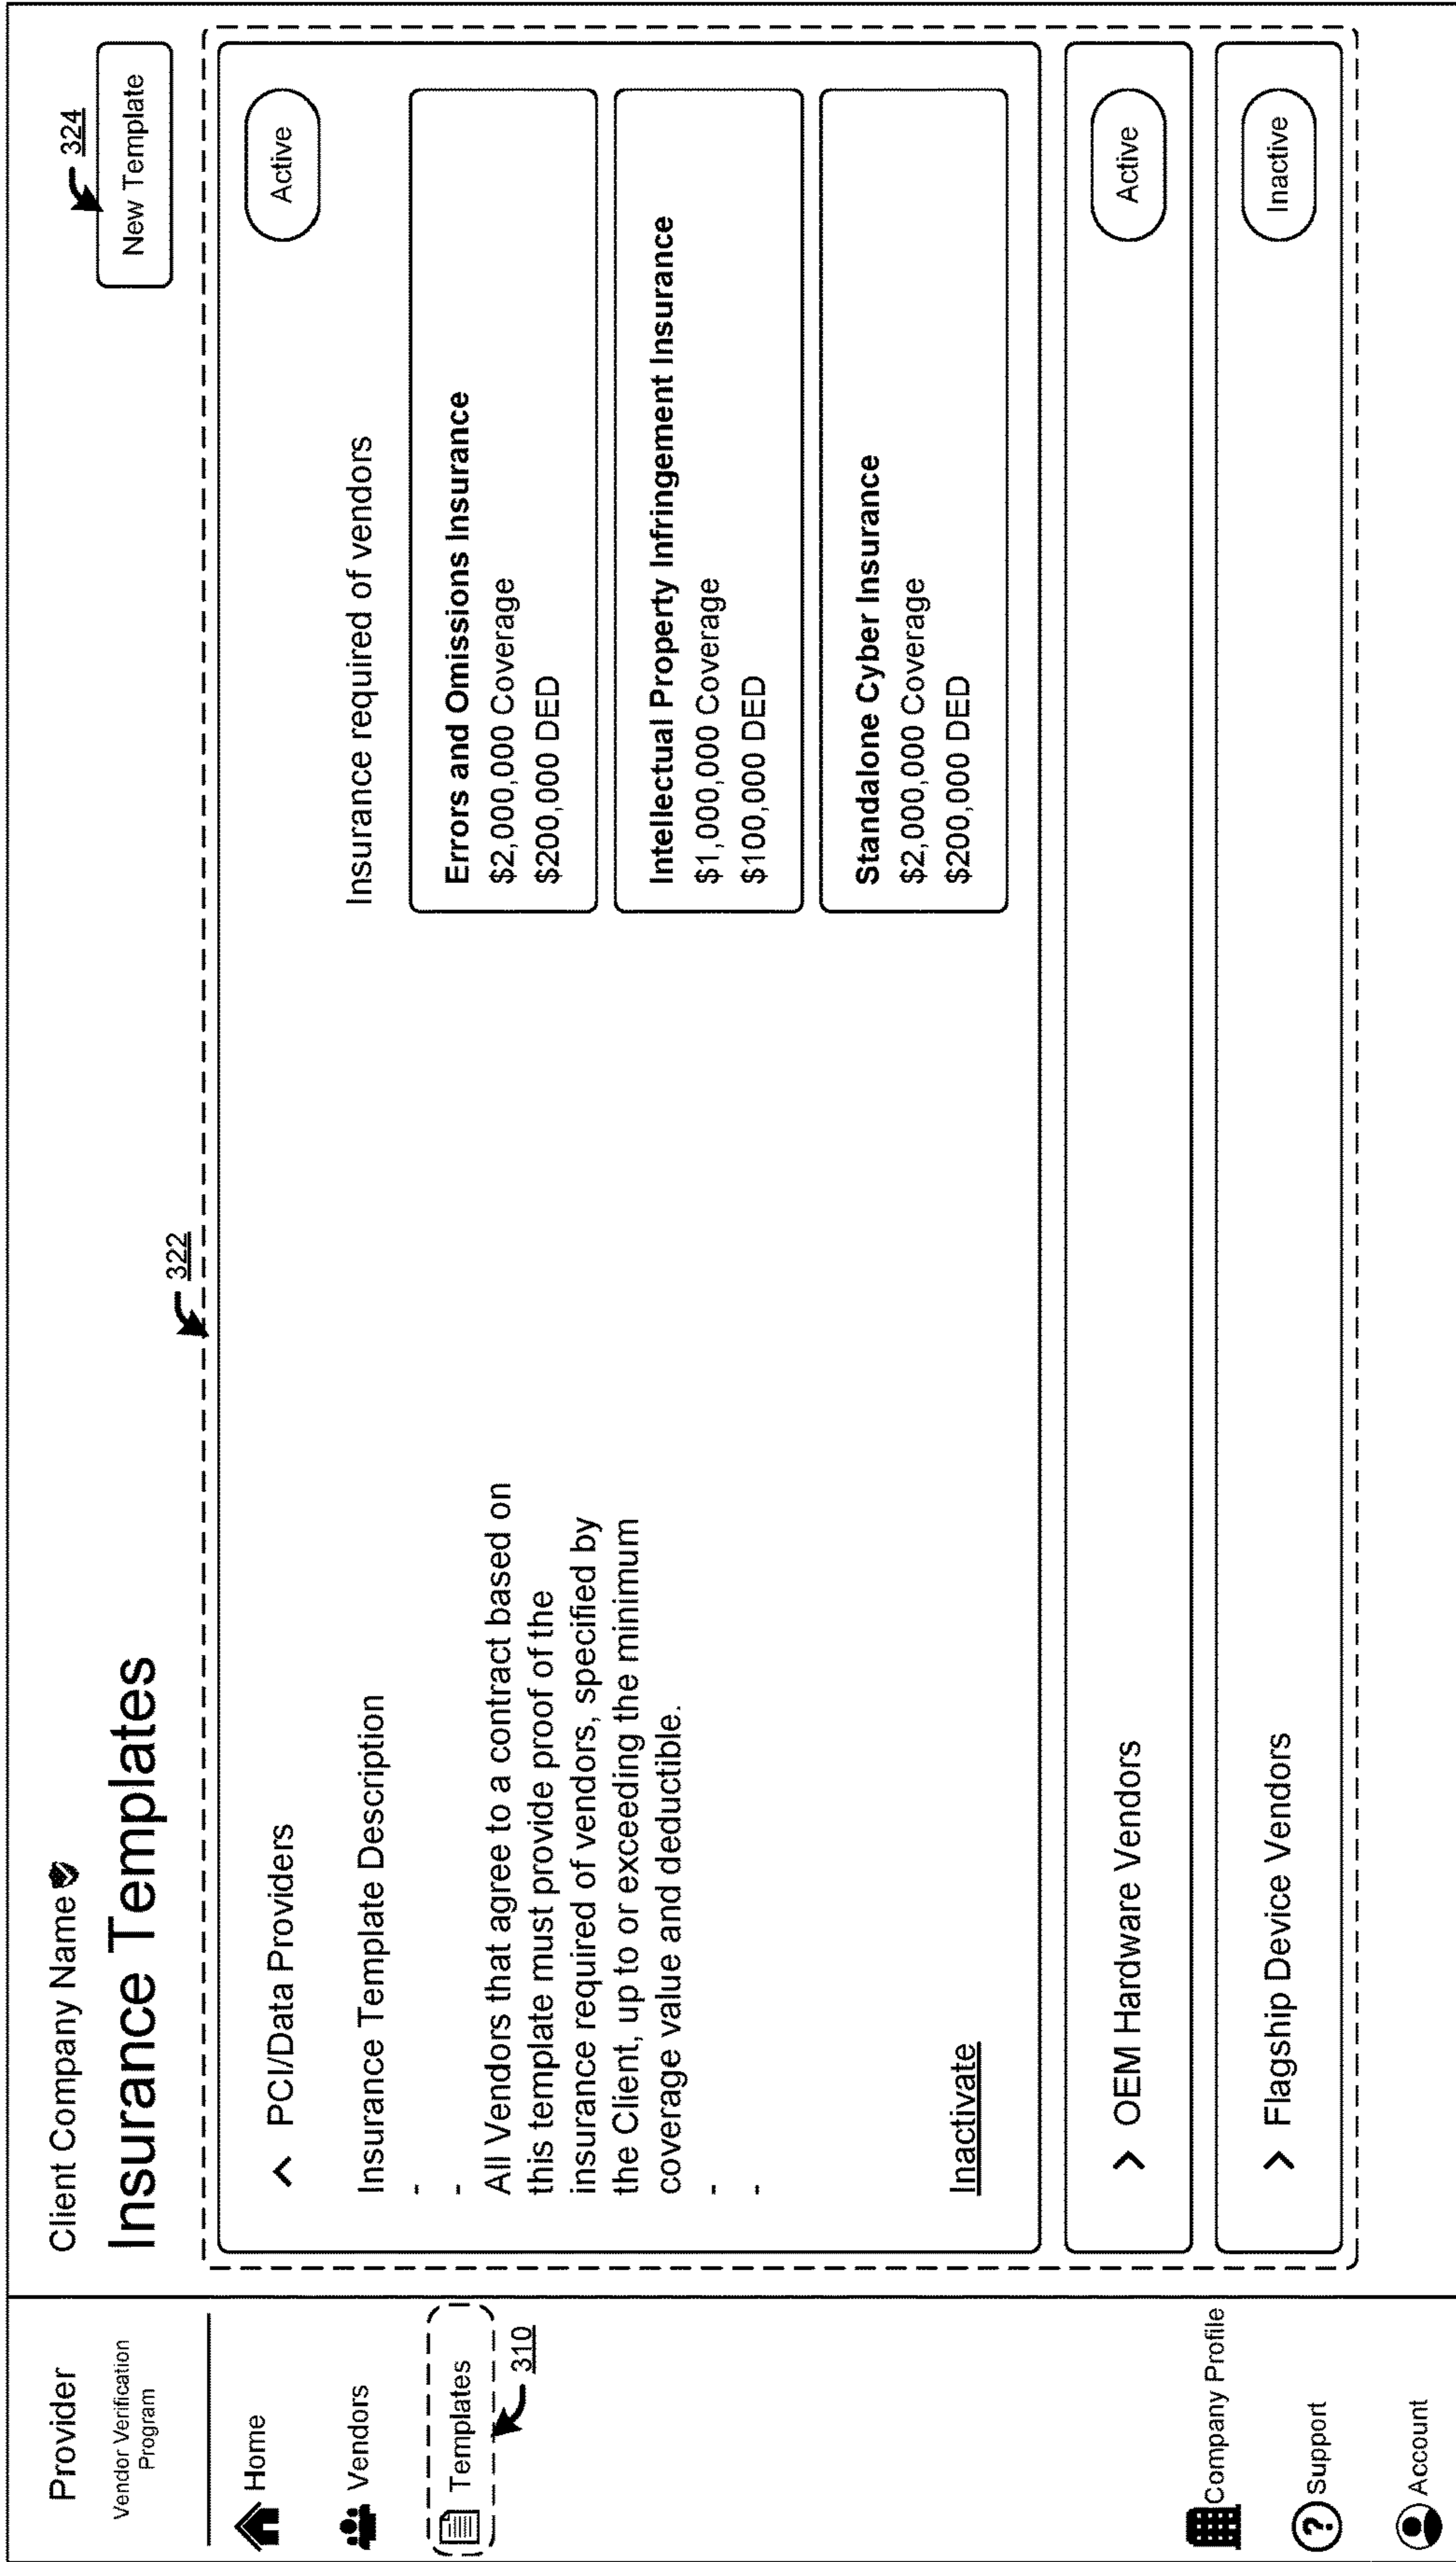 Provider
Vendor Verification
Program
Home
Vendors
Templates
310
Company Profile
Support
Account
Client Company Name
Insurance Templates
322
324
New Template
PCI/Data Providers
Active
Insurance Template Description
-
-
All Vendors that agree to a contract based on
this template must provide proof of the
insurance required of vendors, specified by
the Client, up to or exceeding the minimum
coverage value and deductible.
-
-
Inactivate
Insurance required of vendors
Errors and Omissions Insurance
$2,000,000 Coverage
$200,000 DED
Intellectual Property Infringement Insurance
$1,000,000 Coverage
$100,000 DED
Standalone Cyber Insurance
$2,000,000 Coverage
$200,000 DED
OEM Hardware Vendors
Active
Flagship Device Vendors
Inactive